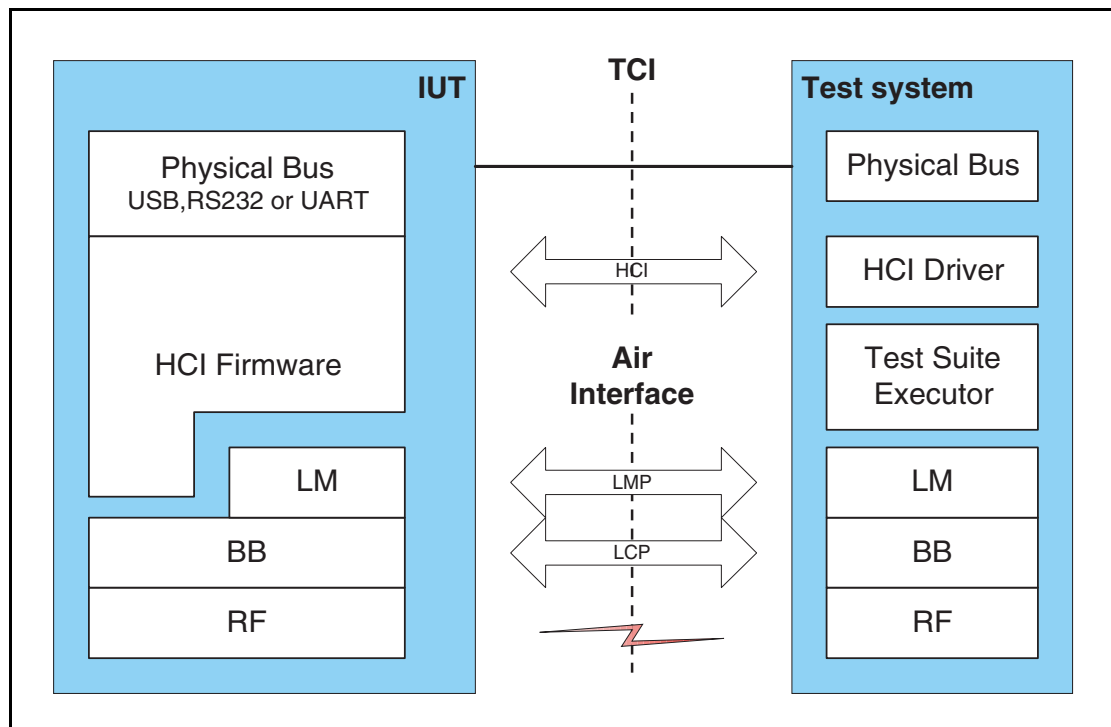 IUT
Physical Bus
USB,RS232 or UART
HCI Firmware
LM
BB
RF
TCI
HCI
Air
Interface
LMP
LCP
Test system
Physical Bus
HCI Driver
Test Suite
Executor
LM
BB
RF